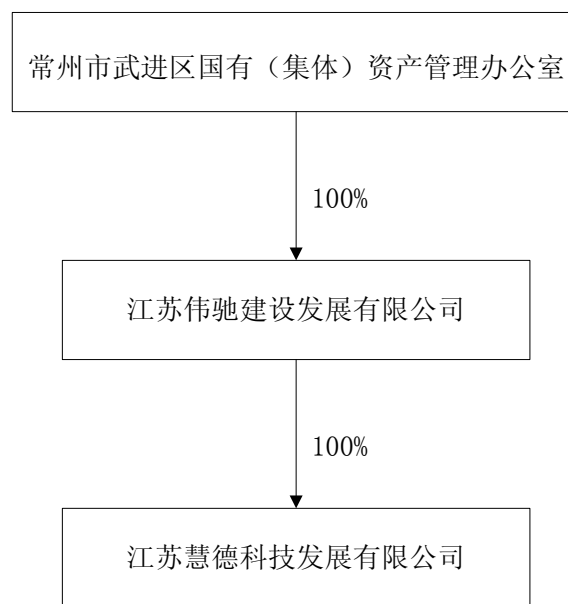 常州市武进区国有（集体）资产管理办公室
100%
江苏伟驰建设发展有限公司
100%
江苏慧德科技发展有限公司